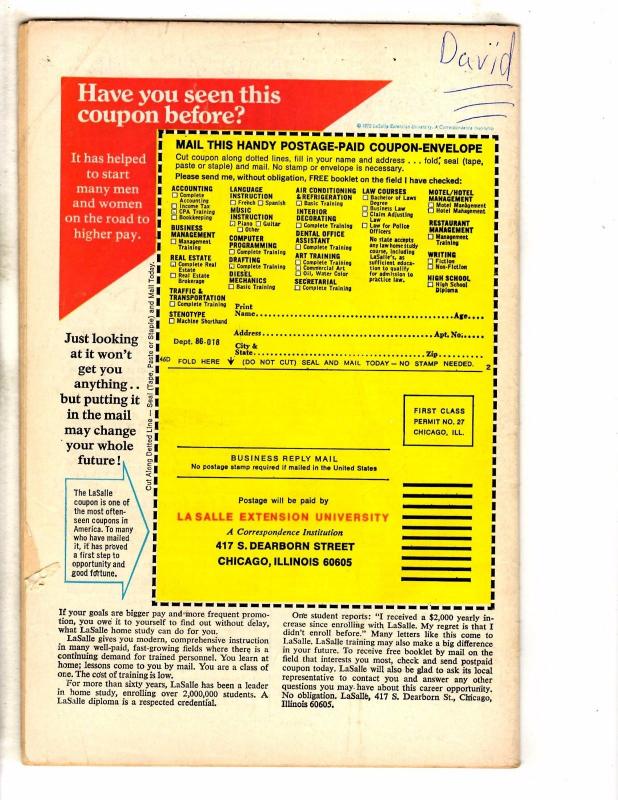 David
Have you seen this
coupon before?
© 1972 LaSalle Extension University, A Correspondence Institution
It has helped
to start
many men
and women
on the road to
higher pay.
MAIL THIS HANDY POSTAGE-PAID COUPON-ENVELOPE
Cut coupon along dotted lines, fill in your name and address . . . fold, seal (tape,
paste or staple) and mail. No stamp or envelope is necessary.
Please send me, without obligation, FREE booklet on the field I have checked:
ACCOUNTING
Complete
Accounting
Income Tax
CPA Training
Bookkeeping
BUSINESS
MANAGEMENT
Management
Training
REAL ESTATE
Complete Real
Estate
Real Estate
Brokerage
TRAFFIC &
TRANSPORTATION
Complete Training
STENOTYPE
Machine Shorthand
LANGUAGE
INSTRUCTION
French Spanish
MUSIC
INSTRUCTION
Piano Guitar
Other
COMPUTER
PROGRAMMING
Complete Training
DRAFTING
Complete Training
DIESEL
MECHANICS
Basic Training
AIR CONDITIONING
& REFRIGERATION
Basic Training
INTERIOR
DECORATING
Complete Training
DENTAL OFFICE
ASSISTANT
Complete Training
ART TRAINING
Complete Training
Commercial Art
Oil, Water Color
SECRETARIAL
Complete Training
LAW COURSES
Bachelor of Laws
Degree
Business Law
Claim Adjusting
Law
Law for Police
Officers
No state accepts
any law home study
course, including
LaSalle's, as
sufficient educa-
tion to qualify
for admission to
practice law.
MOTEL/HOTEL
MANAGEMENT
Motel Management
Hotel Management
RESTAURANT
MANAGEMENT
Management
Training
WRITING
Fiction
Non-Fiction
HIGH SCHOOL
High School
Diploma
Print
Name Age
Address Apt. No.
Dept. 86-018
City &
State Zip
46D FOLD HERE (DO NOT CUT) SEAL AND MAIL TODAY — NO STAMP NEEDED. 2
Cut Along Dotted Line — Seal (Tape, Paste or Staple) and Mail Today.
Just looking
at it won't
get you
anything . .
but putting it
in the mail
may change
your whole
future!
FIRST CLASS
PERMIT NO. 27
CHICAGO, ILL.
BUSINESS REPLY MAIL
No postage stamp required if mailed in the United States
Postage will be paid by
LA SALLE EXTENSION UNIVERSITY
A Correspondence Institution
417 S. DEARBORN STREET
CHICAGO, ILLINOIS 60605
The LaSalle
coupon is one of
the most often-
seen coupons in
America. To many
who have mailed
it, it has proved
a first step to
opportunity and
good fortune.
If your goals are bigger pay and more frequent promo-
tion, you owe it to yourself to find out without delay,
what LaSalle home study can do for you.
LaSalle gives you modern, comprehensive instruction
in many well-paid, fast-growing fields where there is a
continuing demand for trained personnel. You learn at
home; lessons come to you by mail. You are a class of
one. The cost of training is low.
For more than sixty years, LaSalle has been a leader
in home study, enrolling over 2,000,000 students. A
LaSalle diploma is a respected credential.
One student reports: "I received a $2,000 yearly in-
crease since enrolling with LaSalle. My regret is that I
didn't enroll before." Many letters like this come to
LaSalle. LaSalle training may also make a big difference
in your future. To receive free booklet by mail on the
field that interests you most, check and send postpaid
coupon today. LaSalle will also be glad to ask its local
representative to contact you and answer any other
questions you may have about this career opportunity.
No obligation. LaSalle, 417 S. Dearborn St., Chicago,
Illinois 60605.